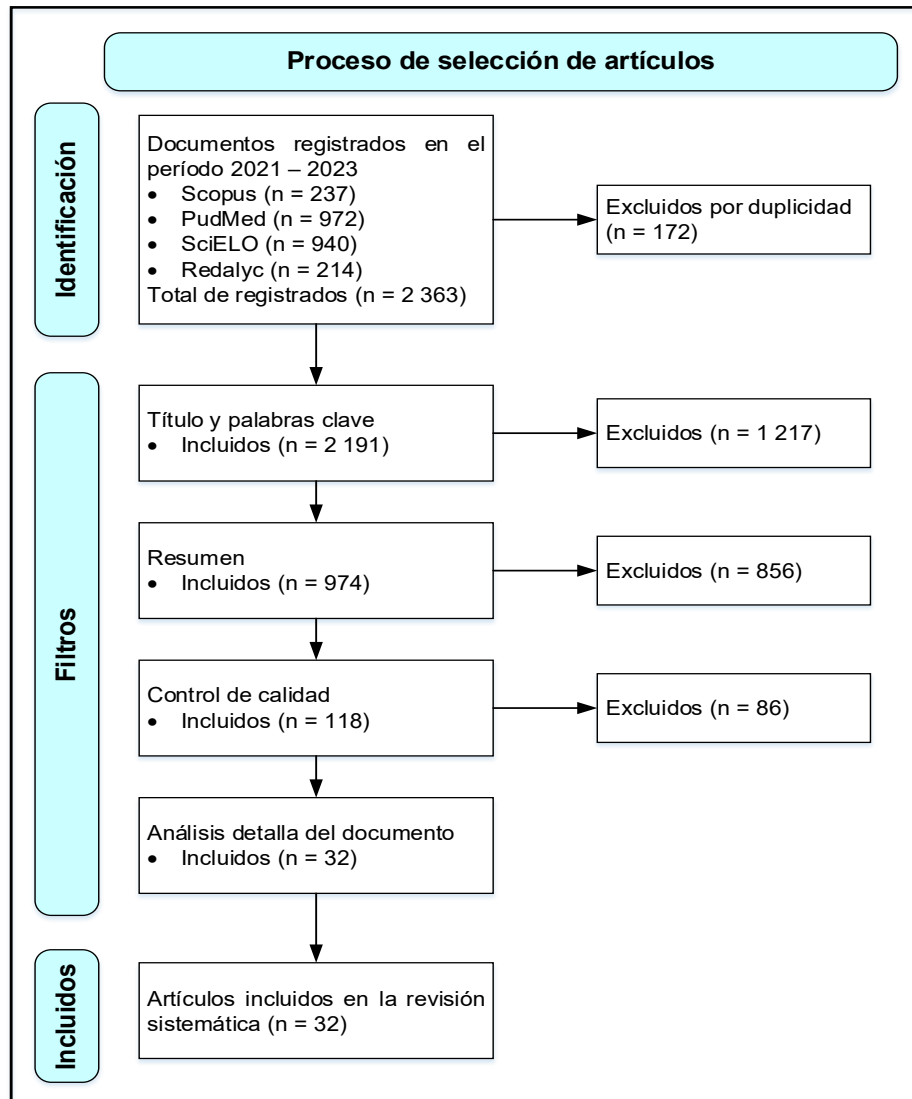 Proceso de selección de artículos
Identificación
Documentos registrados en el
período 2021 – 2023
• Scopus (n = 237)
• PudMed (n = 972)
• SciELO (n = 940)
• Redalyc (n = 214)
Total de registrados (n = 2 363)
Excluidos por duplicidad
(n = 172)
Filtros
Título y palabras clave
• Incluidos (n = 2 191)
Excluidos (n = 1 217)
Resumen
• Incluidos (n = 974)
Excluidos (n = 856)
Control de calidad
• Incluidos (n = 118)
Excluidos (n = 86)
Análisis detalla del documento
• Incluidos (n = 32)
Incluidos
Artículos incluidos en la revisión
sistemática (n = 32)